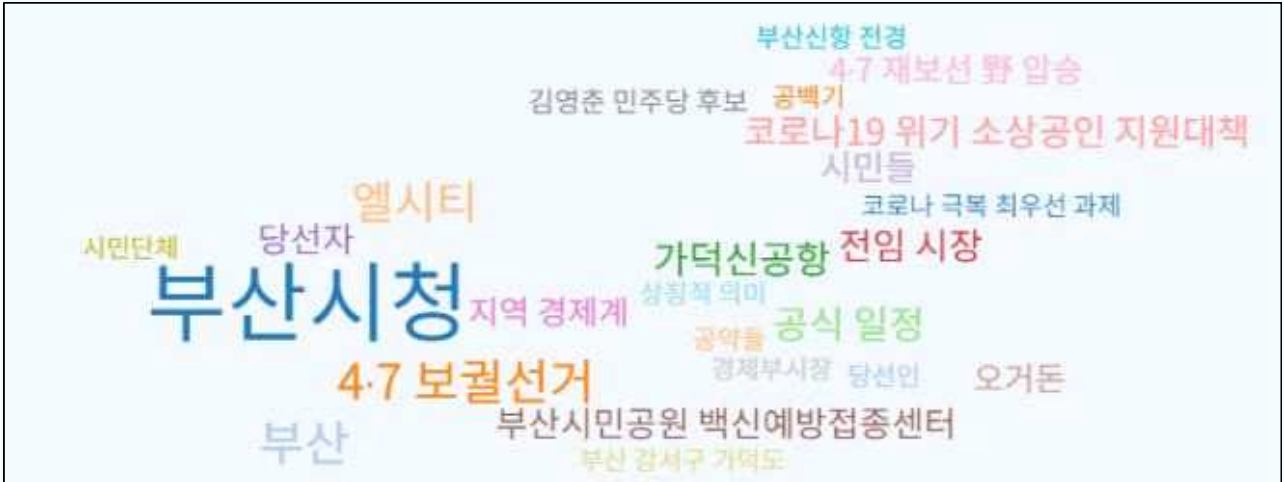 부산신항 전경
4·7 재보선 野 압승
김영춘 민주당 후보
공백기
코로나19 위기 소상공인 지원대책
시민들
엘시티
코로나 극복 최우선 과제
시민단체
당선자
가덕신공항
전임 시장
부산시청
지역 경제계
상징적 의미
공식 일정
공약들
4·7 보궐선거
경제부시장
당선인
오거돈
부산
부산시민공원 백신예방접종센터
부산 강서구 가덕도